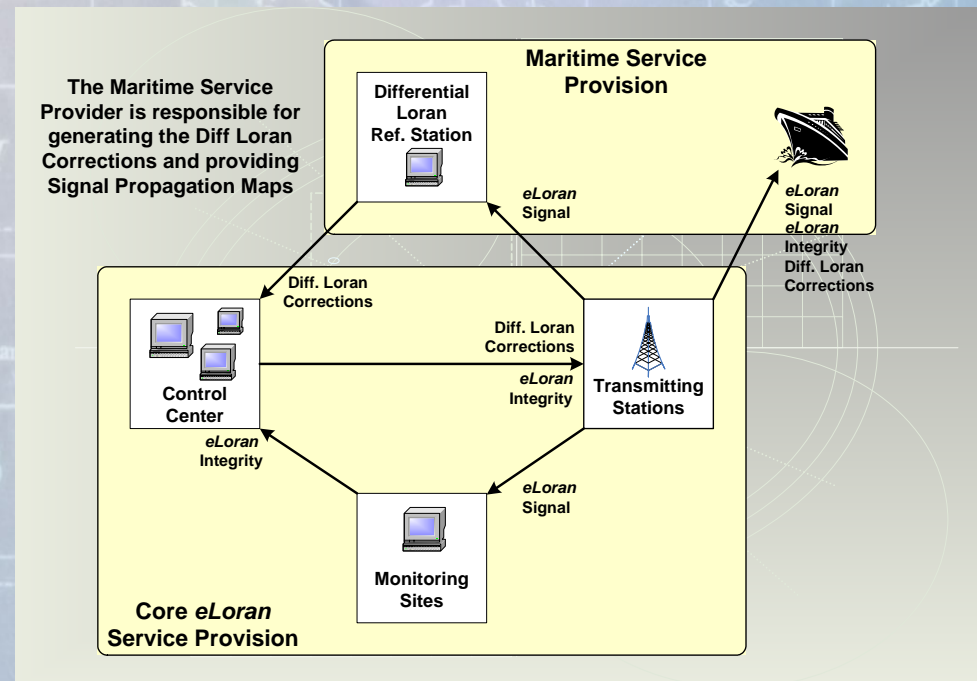 The Maritime Service
Provider is responsible for
generating the Diff Loran
Corrections and providing
Signal Propagation Maps
Maritime Service
Provision
Differential
Loran
Ref. Station
eLoran
Signal
eLoran
Signal
eLoran
Integrity
Diff. Loran
Corrections
Diff. Loran
Corrections
Control
Center
Diff. Loran
Corrections
eLoran
Integrity
Transmitting
Stations
eLoran
Integrity
eLoran
Signal
Monitoring
Sites
Core eLoran
Service Provision